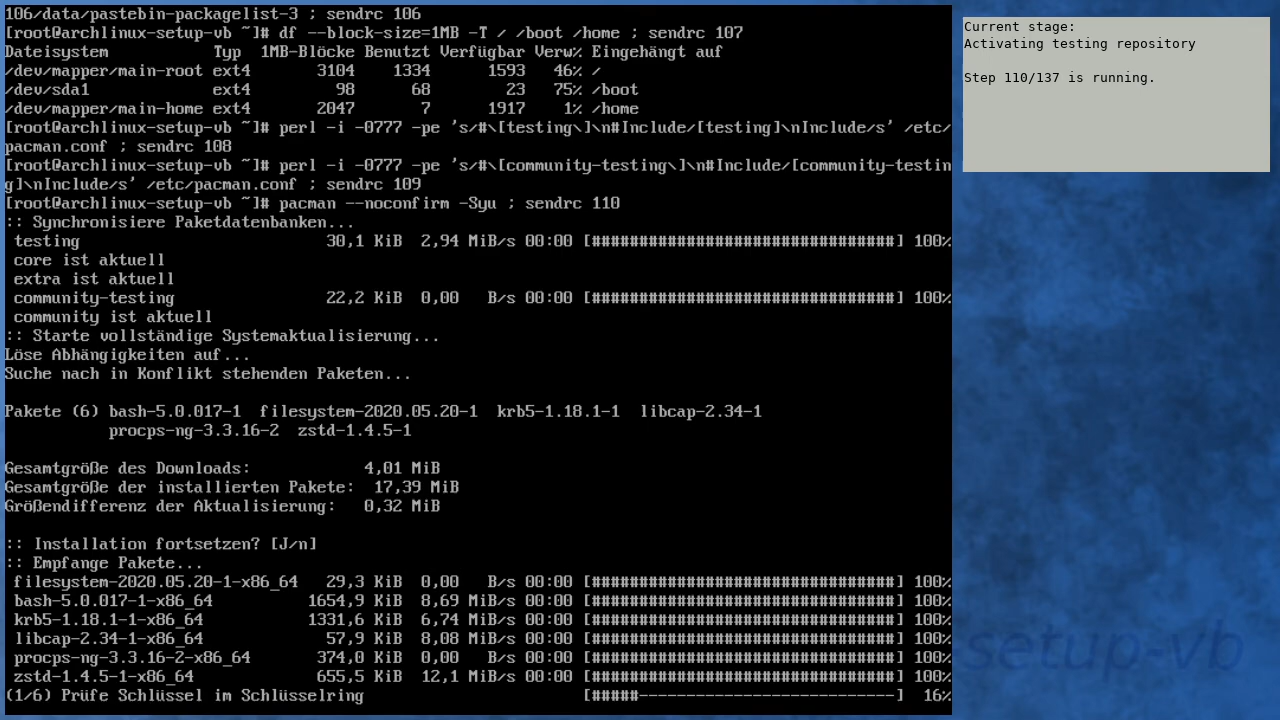 106/data/pastebin-packagelist-3 ; sendrc 106
[root@archlinux-setup-vb ~]# df --block-size=1MB -T / /boot /home ; sendrc 107
Dateisystem           Typ  1MB-Blöcke Benutzt Verfügbar Verw% Eingehängt auf
/dev/mapper/main-root ext4       3104    1334      1593   46% /
/dev/sda1             ext4         98      68        23   75% /boot
/dev/mapper/main-home ext4       2047       7      1917    1% /home
[root@archlinux-setup-vb ~]# perl -i -0777 -pe 's/#\[testing\]\n#Include/[testing]\nInclude/s' /etc/
pacman.conf ; sendrc 108
[root@archlinux-setup-vb ~]# perl -i -0777 -pe 's/#\[community-testing\]\n#Include/[community-testin
g]\nInclude/s' /etc/pacman.conf ; sendrc 109
[root@archlinux-setup-vb ~]# pacman --noconfirm -Syu ; sendrc 110
:: Synchronisiere Paketdatenbanken...
 testing                          30,1 KiB  2,94 MiB/s 00:00 [################################] 100%
 core ist aktuell
 extra ist aktuell
 community-testing                22,2 KiB  0,00   B/s 00:00 [################################] 100%
 community ist aktuell
:: Starte vollständige Systemaktualisierung...
Löse Abhängigkeiten auf...
Suche nach in Konflikt stehenden Paketen...
Pakete (6) bash-5.0.017-1  filesystem-2020.05.20-1  krb5-1.18.1-1  libcap-2.34-1
           procps-ng-3.3.16-2  zstd-1.4.5-1
Gesamtgröße des Downloads:            4,01 MiB
Gesamtgröße der installierten Pakete:  17,39 MiB
Größendifferenz der Aktualisierung:   0,32 MiB
:: Installation fortsetzen? [J/n]
:: Empfange Pakete...
 filesystem-2020.05.20-1-x86_64   29,3 KiB  0,00   B/s 00:00 [################################] 100%
 bash-5.0.017-1-x86_64          1654,9 KiB  8,69 MiB/s 00:00 [################################] 100%
 krb5-1.18.1-1-x86_64           1331,6 KiB  6,74 MiB/s 00:00 [################################] 100%
 libcap-2.34-1-x86_64             57,9 KiB  8,08 MiB/s 00:00 [################################] 100%
 procps-ng-3.3.16-2-x86_64       374,0 KiB  0,00   B/s 00:00 [################################] 100%
 zstd-1.4.5-1-x86_64             655,5 KiB  12,1 MiB/s 00:00 [################################] 100%
(1/6) Prüfe Schlüssel im Schlüsselring                       [#####---------------------------]  16%
Current stage:
Activating testing repository
Step 110/137 is running.
setup-vb